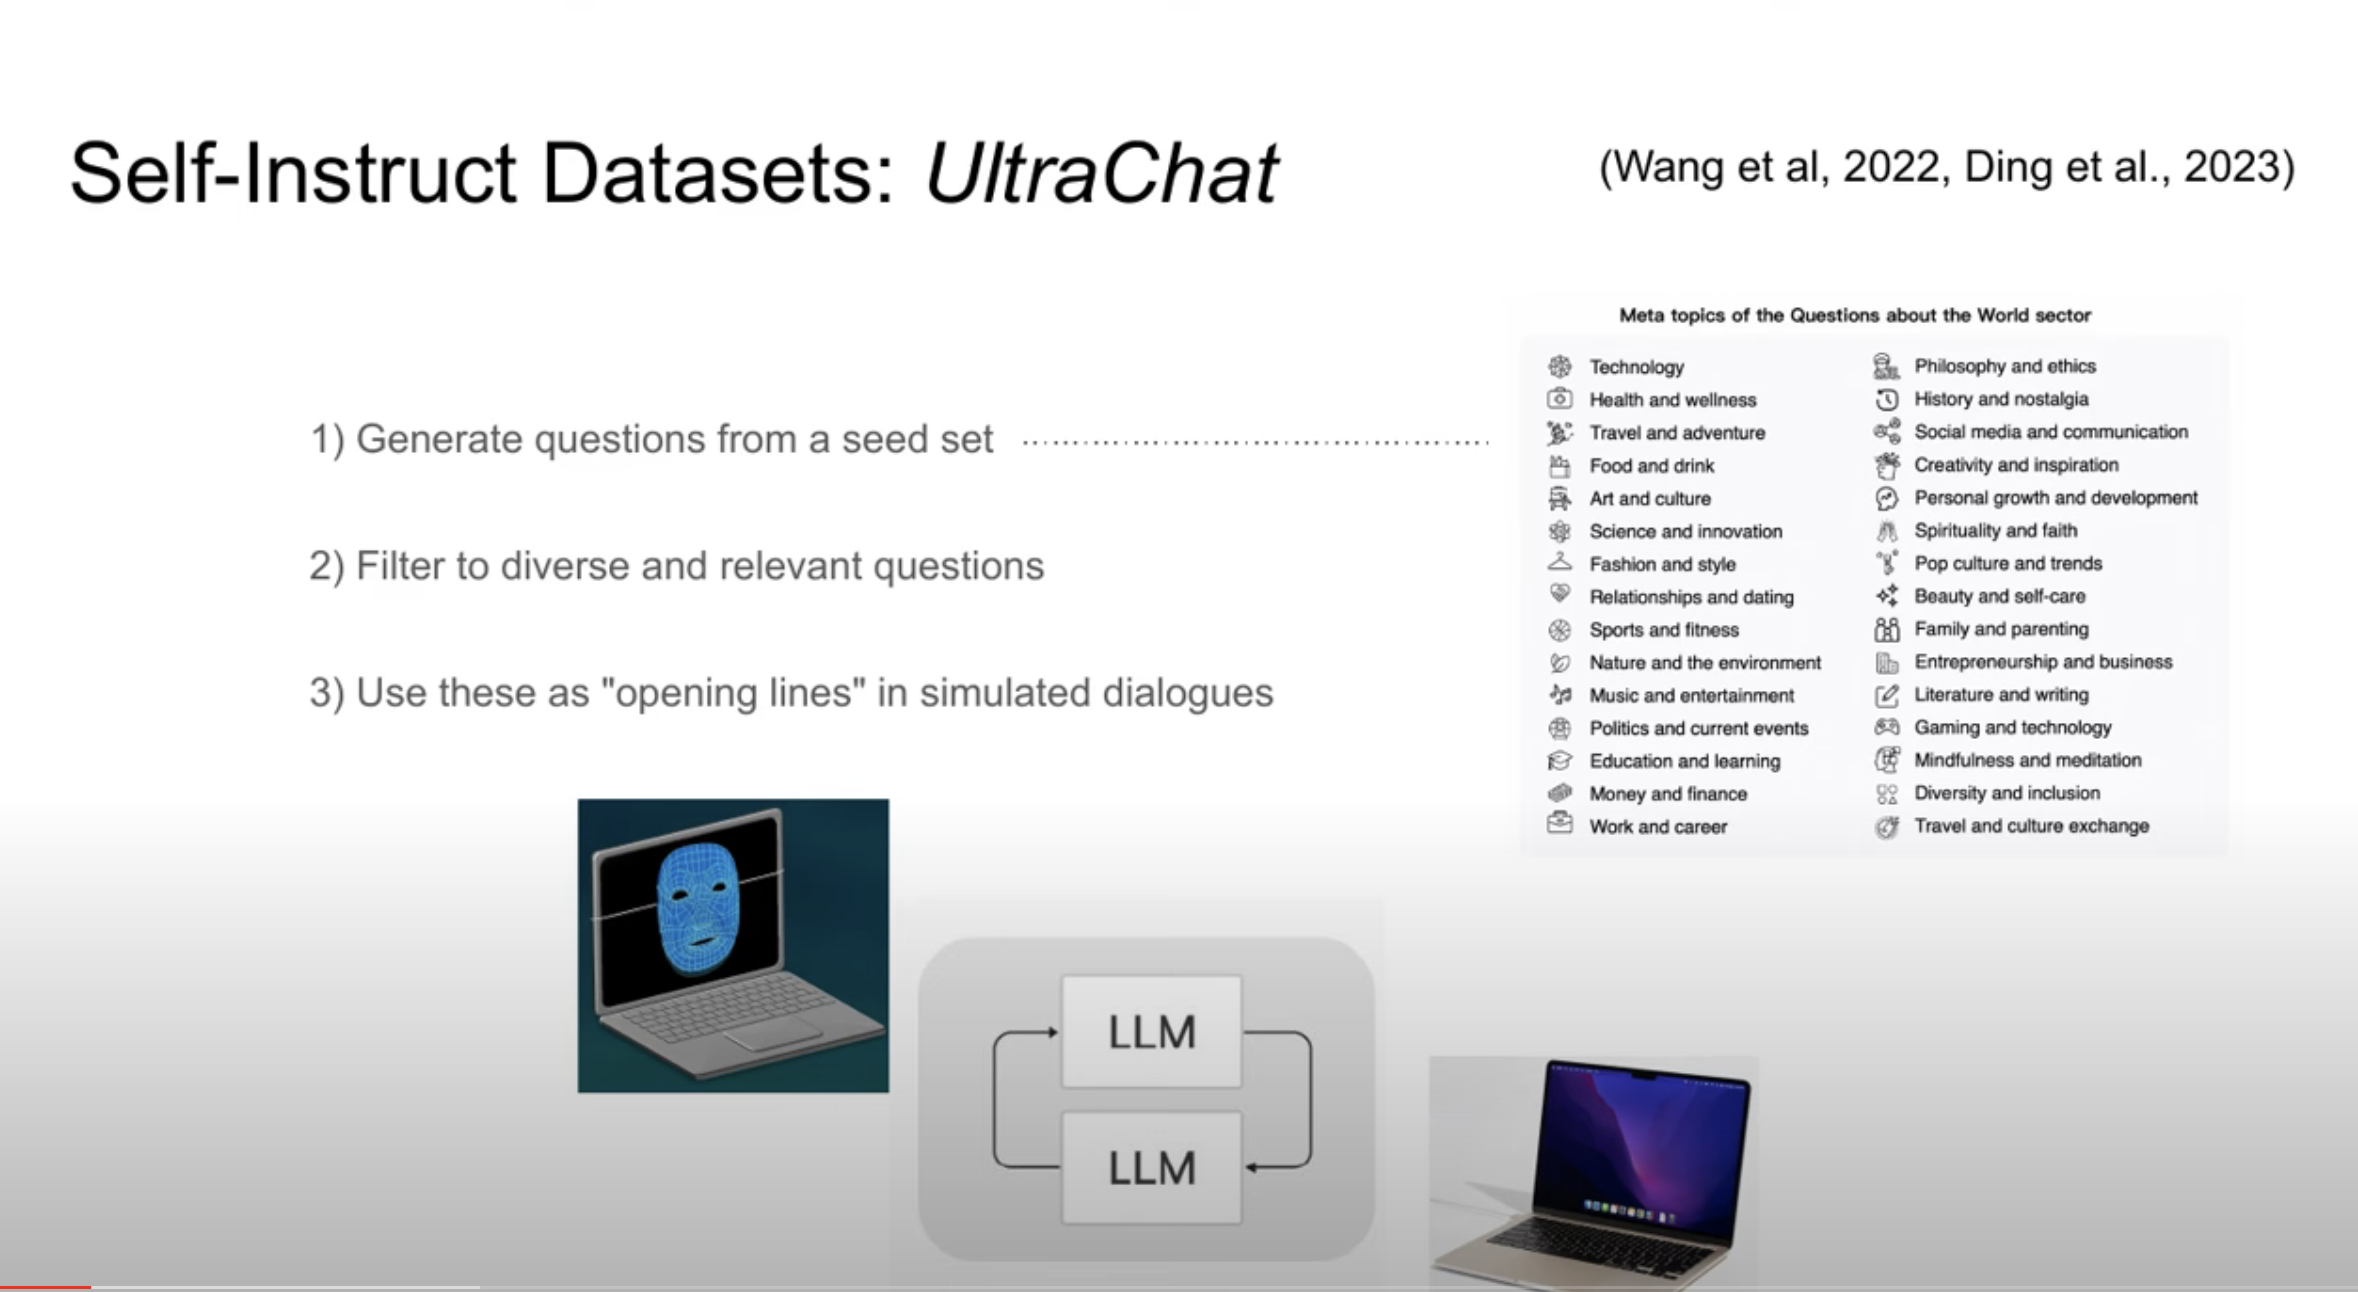 Self-Instruct Datasets: UltraChat
(Wang et al, 2022, Ding et al., 2023)
1) Generate questions from a seed set
2) Filter to diverse and relevant questions
3) Use these as "opening lines" in simulated dialogues
Meta topics of the Questions about the World sector
Technology
Health and wellness
Travel and adventure
Food and drink
Art and culture
Science and innovation
Fashion and style
Relationships and dating
Sports and fitness
Nature and the environment
Music and entertainment
Politics and current events
Education and learning
Money and finance
Work and career
Philosophy and ethics
History and nostalgia
Social media and communication
Creativity and inspiration
Personal growth and development
Spirituality and faith
Pop culture and trends
Beauty and self-care
Family and parenting
Entrepreneurship and business
Literature and writing
Gaming and technology
Mindfulness and meditation
Diversity and inclusion
Travel and culture exchange
LLM
LLM